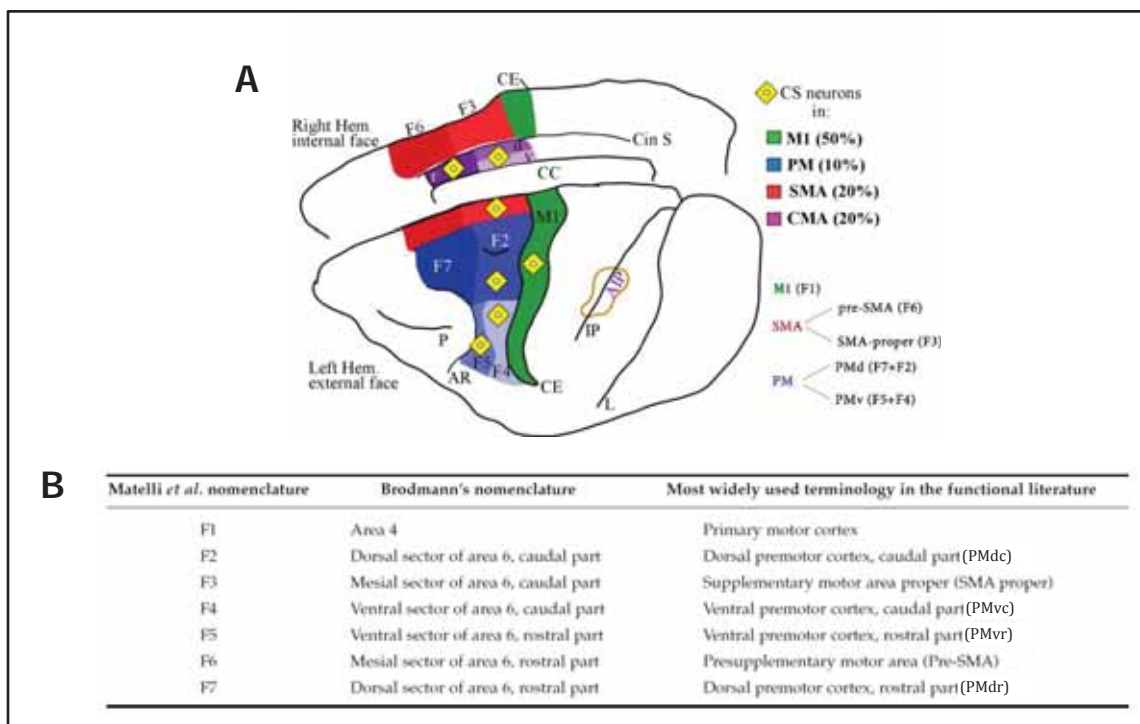 A
CE
F3
F6
Right Hem.
internal face
Cin S
d
v
r
CC
M1
F2
F7
AIP
IP
P
F5
F4
AR
CE
L
Left Hem.
external face
CS neurons
in:
M1 (50%)
PM (10%)
SMA (20%)
CMA (20%)
M1 (F1)
pre-SMA (F6)
SMA
SMA-proper (F3)
PMd (F7+F2)
PM
PMv (F5+F4)
B
Matelli et al. nomenclature Brodmann's nomenclature Most widely used terminology in the functional literature
F1 Area 4 Primary motor cortex
F2 Dorsal sector of area 6, caudal part Dorsal premotor cortex, caudal part(PMdc)
F3 Mesial sector of area 6, caudal part Supplementary motor area proper (SMA proper)
F4 Ventral sector of area 6, caudal part Ventral premotor cortex, caudal part(PMvc)
F5 Ventral sector of area 6, rostral part Ventral premotor cortex, rostral part(PMvr)
F6 Mesial sector of area 6, rostral part Presupplementary motor area (Pre-SMA)
F7 Dorsal sector of area 6, rostral part Dorsal premotor cortex, rostral part(PMdr)